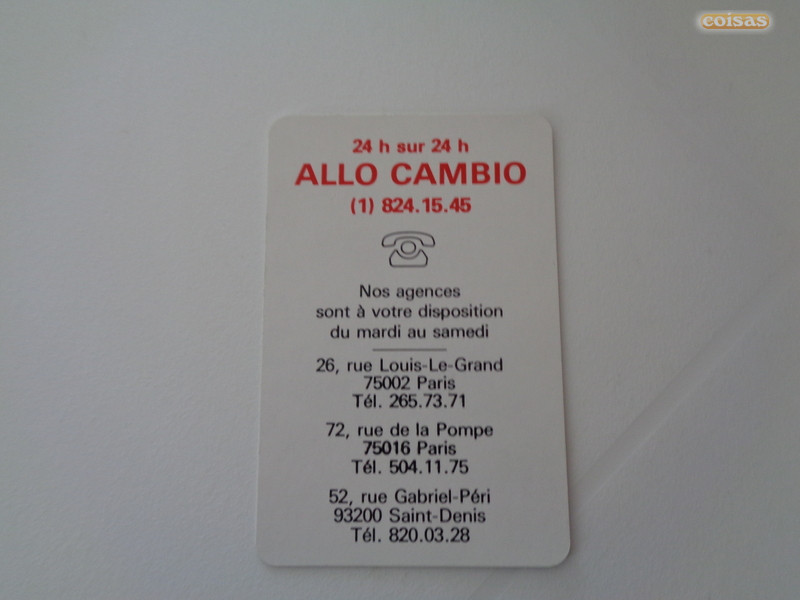 coisas
24 h sur 24 h
ALLO CAMBIO
(1) 824.15.45
Nos agences
sont à votre disposition
du mardi au samedi
26, rue Louis-Le-Grand
75002 Paris
Tél. 265.73.71
72, rue de la Pompe
75016 Paris
Tél. 504.11.75
52, rue Gabriel-Péri
93200 Saint-Denis
Tél. 820.03.28